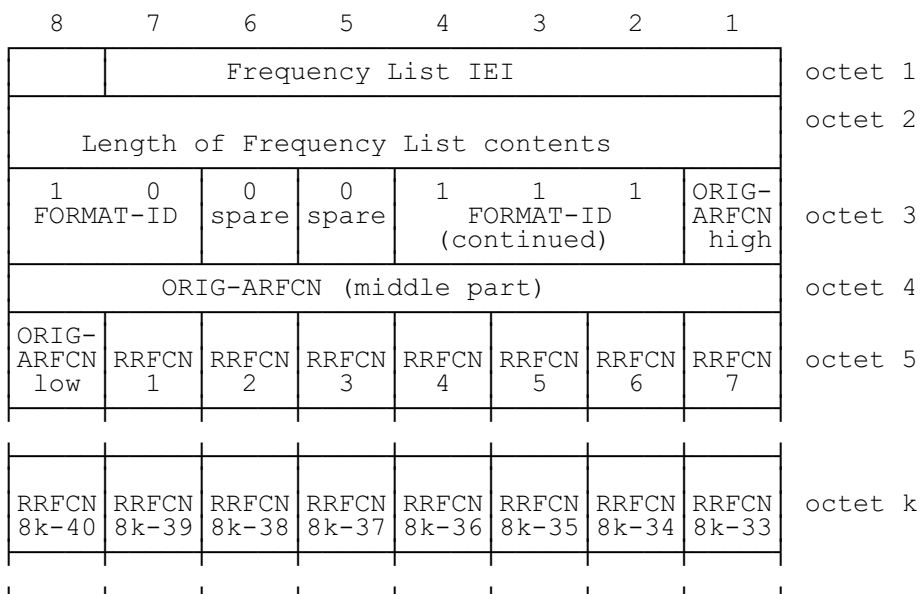 8 7 6 5 4 3 2 1
Frequency List IEI octet 1
octet 2
Length of Frequency List contents
1 0 0 0 1 1 1 ORIG-
FORMAT-ID spare spare FORMAT-ID ARFCN octet 3
(continued) high
ORIG-ARFCN (middle part) octet 4
ORIG-
ARFCN RRFCN RRFCN RRFCN RRFCN RRFCN RRFCN RRFCN octet 5
low 1 2 3 4 5 6 7
RRFCN RRFCN RRFCN RRFCN RRFCN RRFCN RRFCN RRFCN octet k
8k-40 8k-39 8k-38 8k-37 8k-36 8k-35 8k-34 8k-33